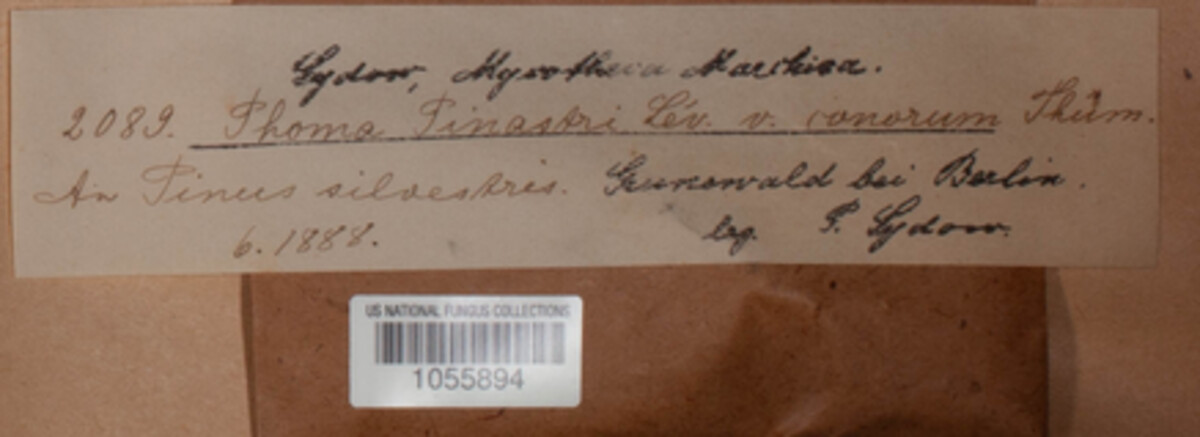 Sydow, Mycotheca Marchica.
2089. Phoma Pinastri Lév. v. conorum Thüm.
An Pinus silvestris. Grunewald bei Berlin.
6. 1888. leg. P. Sydow.
US NATIONAL FUNGUS COLLECTIONS
1055894